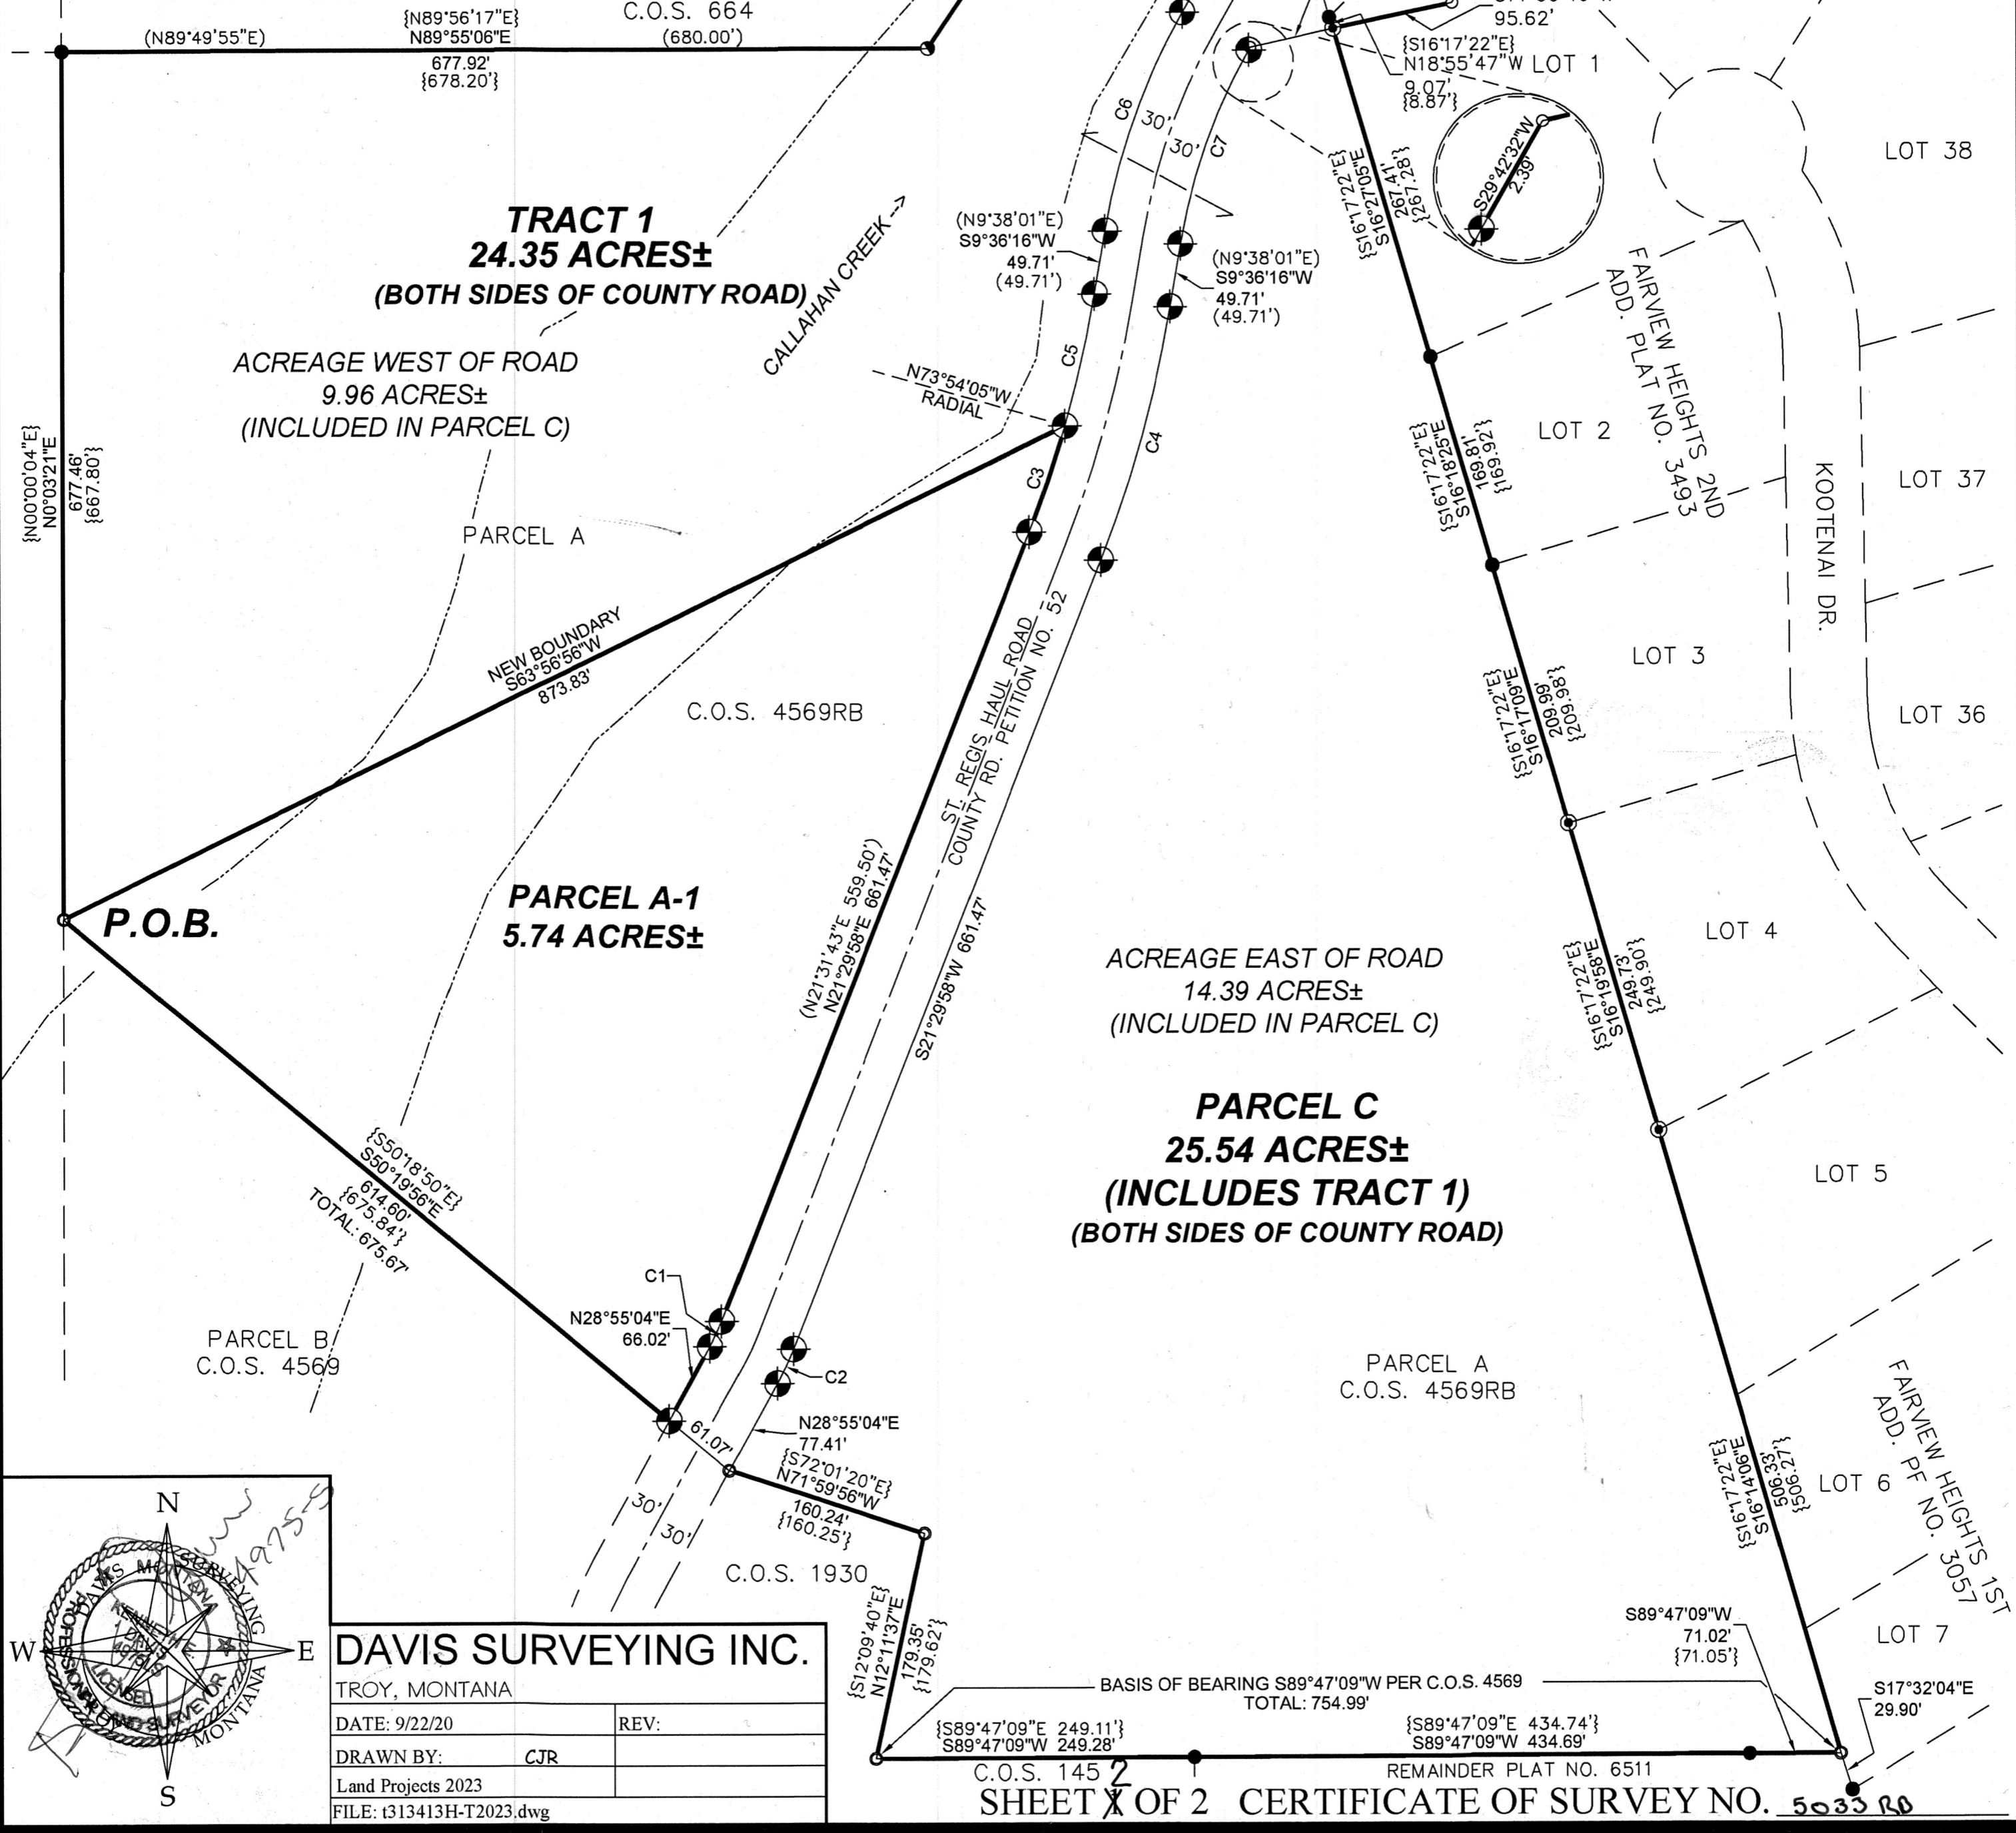 {N89°56'17"E}
C.O.S. 664
(N89°49'55"E)
N89°55'06"E
(680.00')
677.92'
{678.20'}
95.62'
{S16°17'22"E}
N18°55'47"W
LOT 1
9.07'
{8.87'}
C6
30'
30'
C7
S29°42'32"W
2.39'
LOT 38
{S16°17'22"E}
S16°27'05"E
267.41'
{267.28'}
TRACT 1
24.35 ACRES±
(BOTH SIDES OF COUNTY ROAD)
CALLAHAN CREEK -->
(N9°38'01"E)
S9°36'16"W
49.71'
(49.71')
(N9°38'01"E)
S9°36'16"W
49.71'
(49.71')
FAIRVIEW HEIGHTS 2ND
ADD. PLAT NO. 3493
ACREAGE WEST OF ROAD
9.96 ACRES±
(INCLUDED IN PARCEL C)
C5
N73°54'05"W
RADIAL
C4
C3
{N00°00'04"E}
N0°03'21"E
677.46'
{667.80'}
{S16°17'22"E}
S16°18'25"E
169.81'
{169.92'}
LOT 2
LOT 37
KOOTENAI DR.
PARCEL A
NEW BOUNDARY
S63°56'56"W
873.83'
C.O.S. 4569RB
ST. REGIS HAUL ROAD
COUNTY RD. PETITION NO. 52
LOT 3
{S16°17'22"E}
S16°17'09"E
209.99'
{209.98'}
LOT 36
P.O.B.
PARCEL A-1
5.74 ACRES±
(N21°31'43"E 559.50')
N21°29'58"E 661.47'
S21°29'58"W 661.47'
ACREAGE EAST OF ROAD
14.39 ACRES±
(INCLUDED IN PARCEL C)
{S16°17'22"E}
S16°19'58"E
249.73'
{249.90'}
LOT 4
PARCEL C
25.54 ACRES±
(INCLUDES TRACT 1)
(BOTH SIDES OF COUNTY ROAD)
LOT 5
{S50°18'50"E}
S50°19'56"E
614.60'
{675.84'}
TOTAL: 675.67'
C1
N28°55'04"E
66.02'
C2
PARCEL B
C.O.S. 4569
PARCEL A
C.O.S. 4569RB
61.07'
N28°55'04"E
77.41'
{S72°01'20"E}
N71°59'56"W
160.24'
{160.25'}
30'
30'
{S16°17'22"E}
S16°14'06"E
506.33'
{506.27'}
LOT 6
FAIRVIEW HEIGHTS 1ST
ADD. PF NO. 3057
C.O.S. 1930
{S12°09'40"E}
N12°11'37"E
179.35'
{179.62'}
LOT 7
S89°47'09"W
71.02'
{71.05'}
S17°32'04"E
29.90'
BASIS OF BEARING S89°47'09"W PER C.O.S. 4569
TOTAL: 754.99'
{S89°47'09"E 249.11'}
S89°47'09"W 249.28'
{S89°47'09"E 434.74'}
S89°47'09"W 434.69'
C.O.S. 145
REMAINDER PLAT NO. 6511
N
W
E
S
DAVIS SURVEYING
MONTANA
PROFESSIONAL LAND SURVEYOR
MONTANA
LICENSED
4975-S
DAVIS SURVEYING INC.
TROY, MONTANA
DATE: 9/22/20
REV:
DRAWN BY: CJR
Land Projects 2023
FILE: t313413H-T2023.dwg
2
SHEET 1 OF 2 CERTIFICATE OF SURVEY NO. 5033 RB